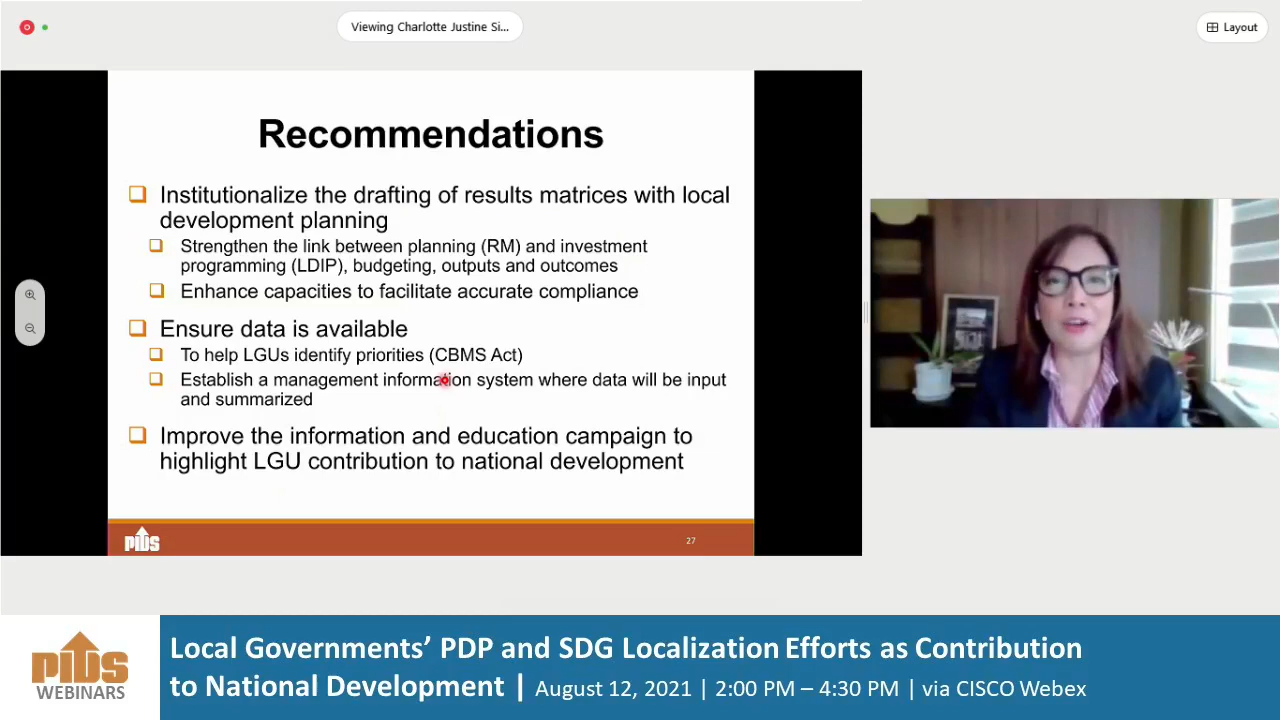 Viewing Charlotte Justine Si...
Layout
Recommendations
Institutionalize the drafting of results matrices with local
development planning
Strengthen the link between planning (RM) and investment
programming (LDIP), budgeting, outputs and outcomes
Enhance capacities to facilitate accurate compliance
Ensure data is available
To help LGUs identify priorities (CBMS Act)
Establish a management information system where data will be input
and summarized
Improve the information and education campaign to
highlight LGU contribution to national development
PIDS
27
PIDS
WEBINARS
Local Governments’ PDP and SDG Localization Efforts as Contribution
to National Development | August 12, 2021 | 2:00 PM – 4:30 PM | via CISCO Webex